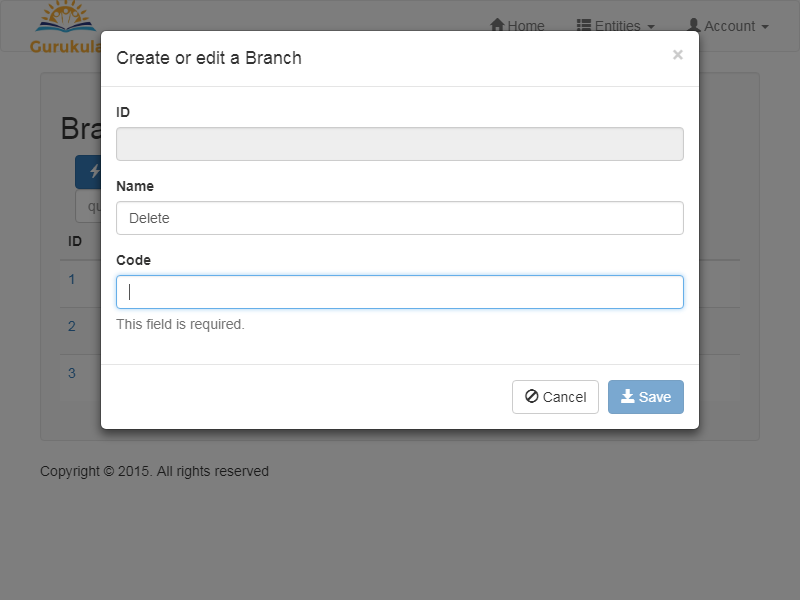 Gurukula
Home
Entities
Account
Create or edit a Branch
×
ID
Name
Delete
Code
This field is required.
Cancel
Save
Bra
qu
ID
1
2
3
Copyright © 2015. All rights reserved